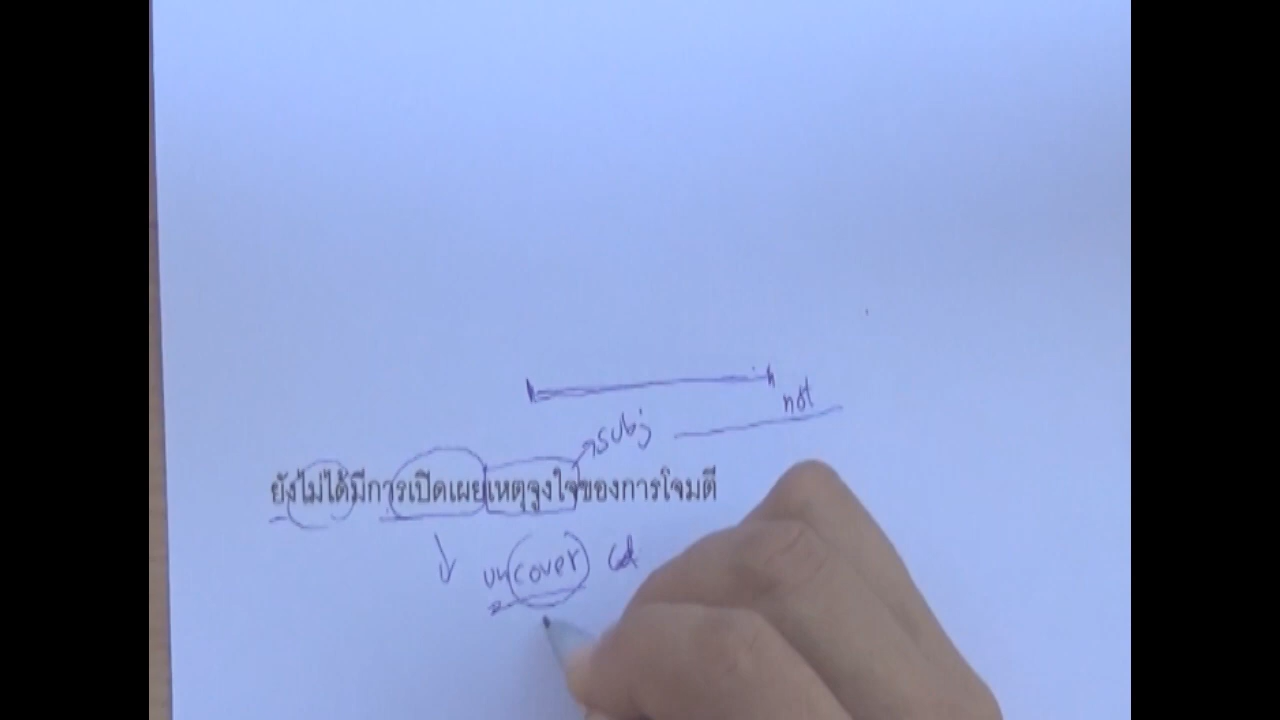 not
subj
ยังไม่ได้มีการเปิดเผยเหตุจูงใจของการโจมตี
uncover